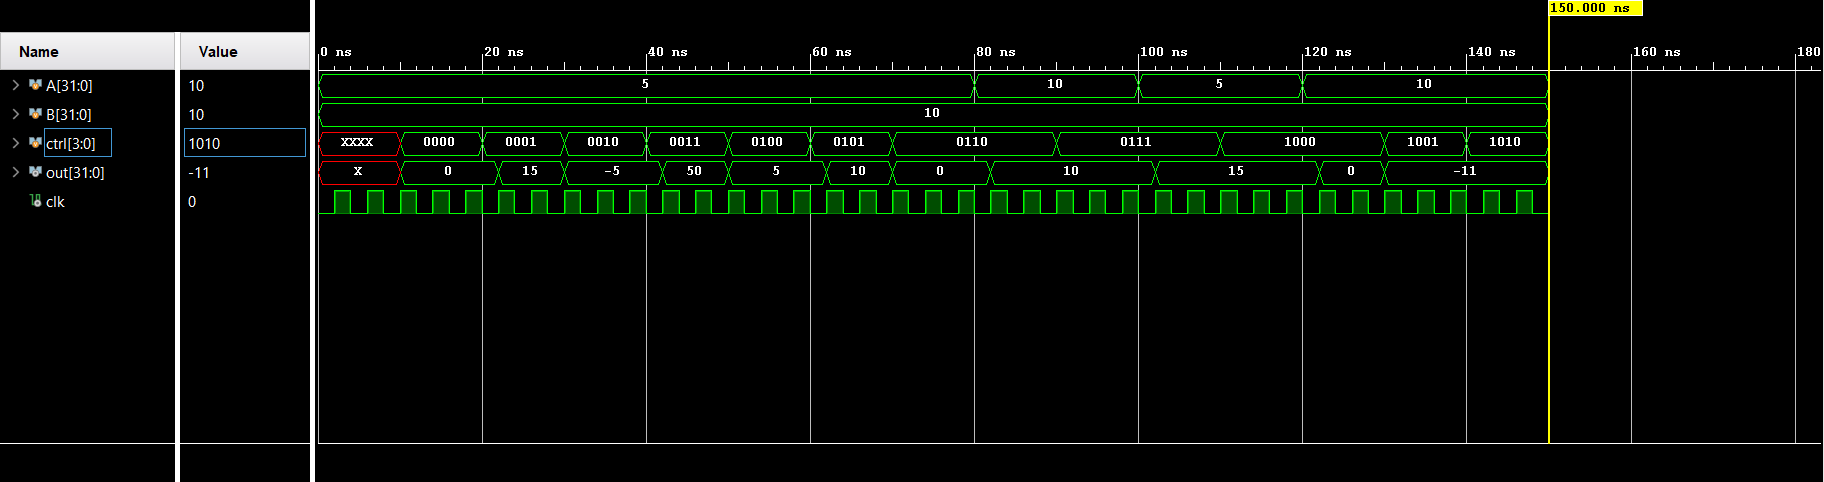 150.000 ns
Name Value 0 ns 20 ns 40 ns 60 ns 80 ns 100 ns 120 ns 140 ns 160 ns 180
A[31:0] 10 5 10 5 10
B[31:0] 10 10
ctrl[3:0] 1010 XXXX 0000 0001 0010 0011 0100 0101 0110 0111 1000 1001 1010
out[31:0] -11 X 0 15 -5 50 5 10 0 10 15 0 -11
clk 0